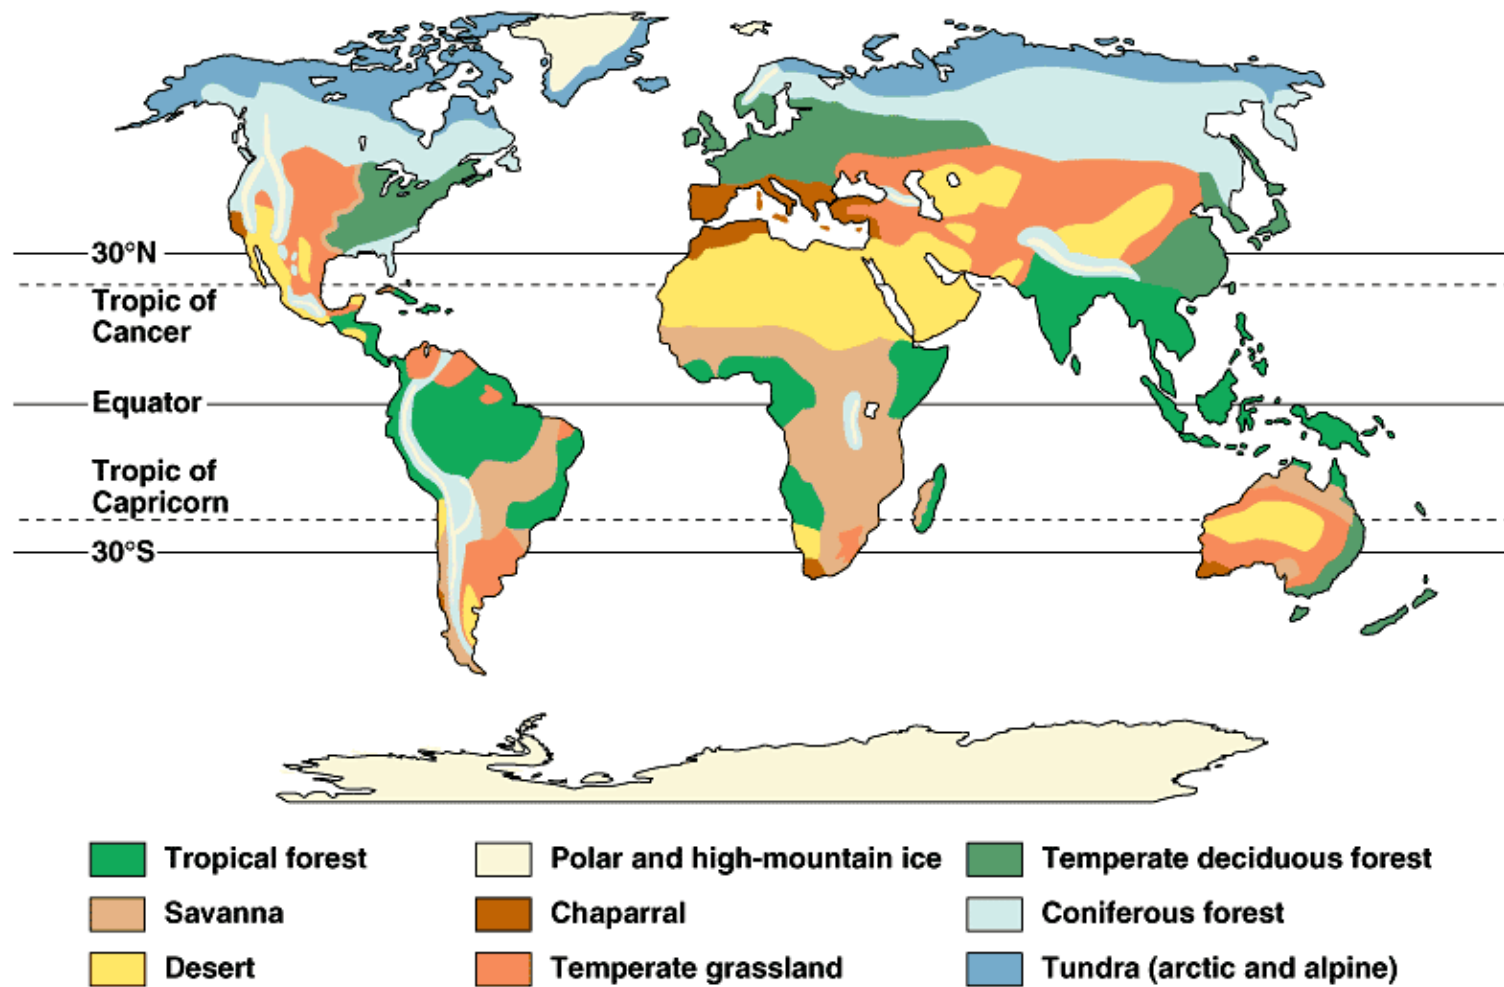 30°N
Tropic of
Cancer
Equator
Tropic of
Capricorn
30°S
Tropical forest
Polar and high-mountain ice
Temperate deciduous forest
Savanna
Chaparral
Coniferous forest
Desert
Temperate grassland
Tundra (arctic and alpine)